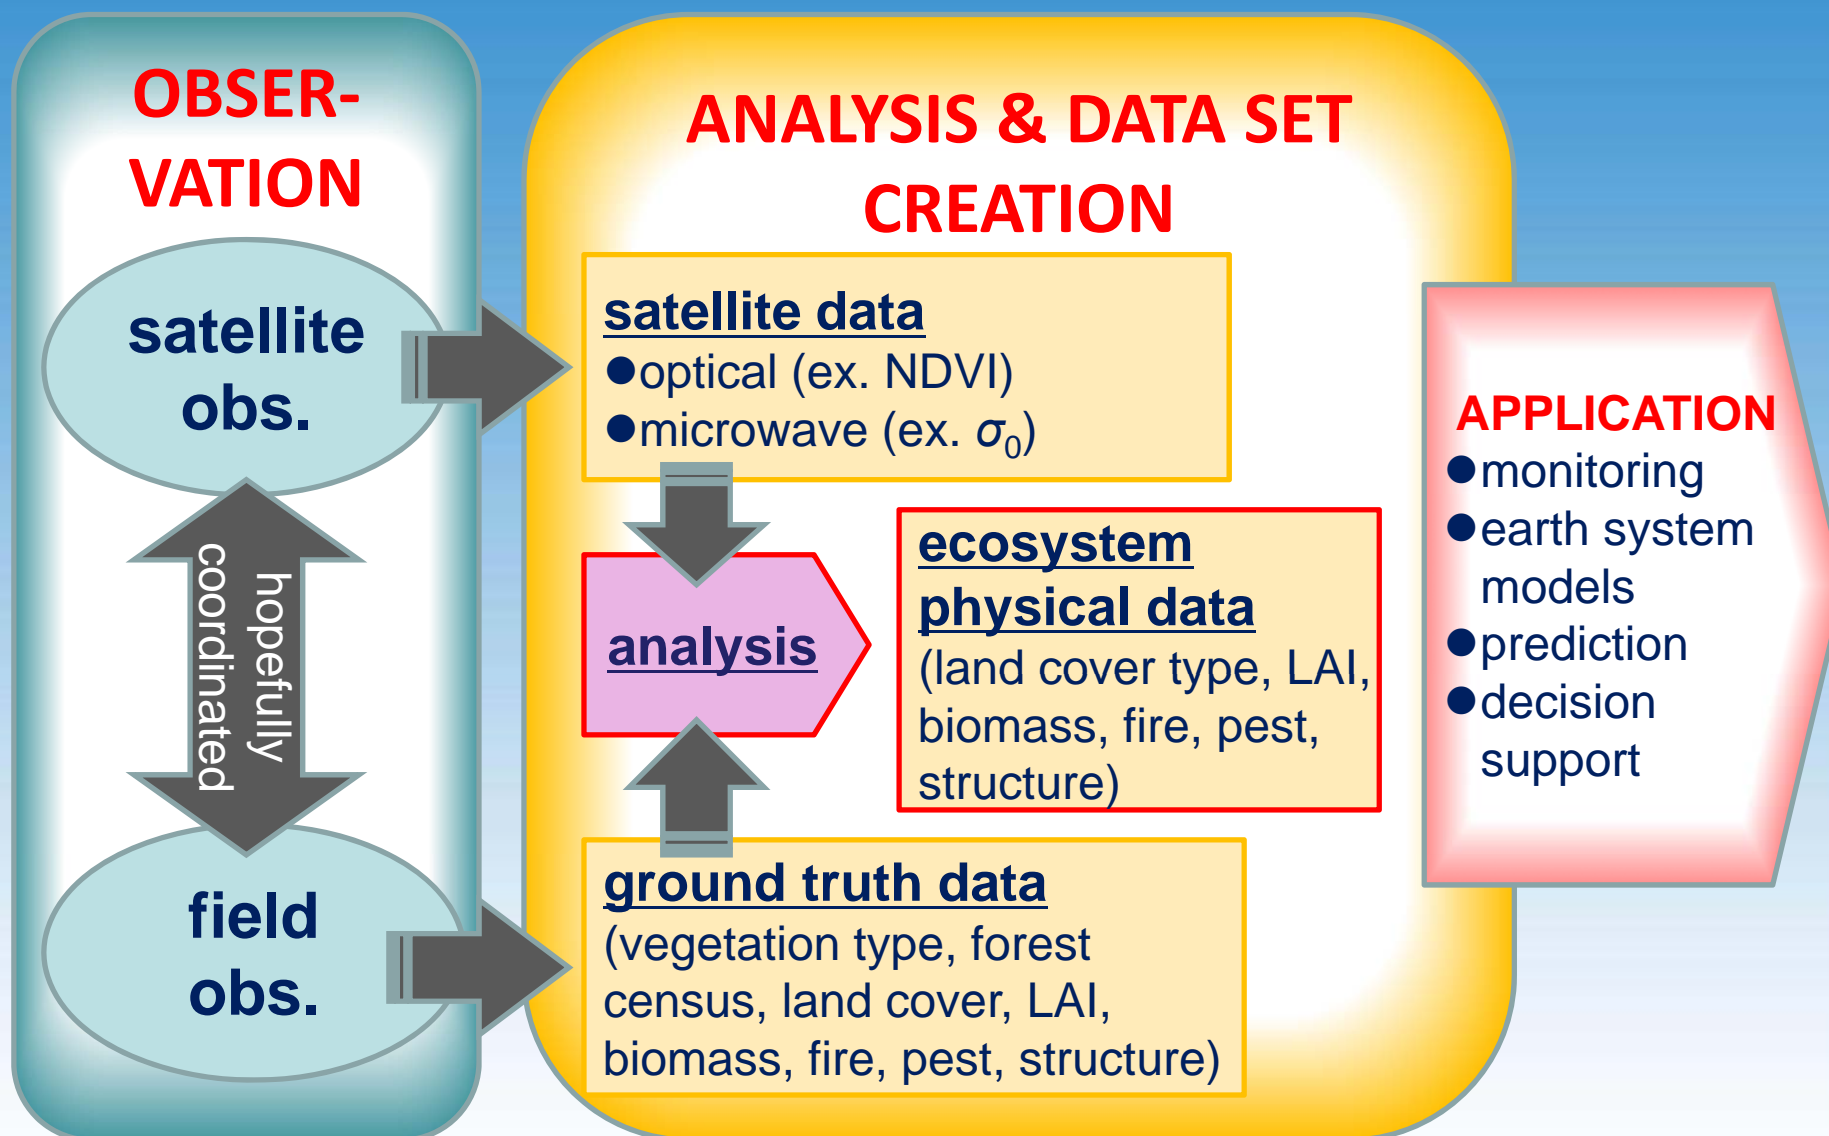 OBSER-
VATION
satellite
obs.
hopefully
coordinated
field
obs.
ANALYSIS & DATA SET
CREATION
satellite data
●optical (ex. NDVI)
●microwave (ex. σ₀)
analysis
ecosystem
physical data
(land cover type, LAI,
biomass, fire, pest,
structure)
ground truth data
(vegetation type, forest
census, land cover, LAI,
biomass, fire, pest, structure)
APPLICATION
●monitoring
●earth system
models
●prediction
●decision
support